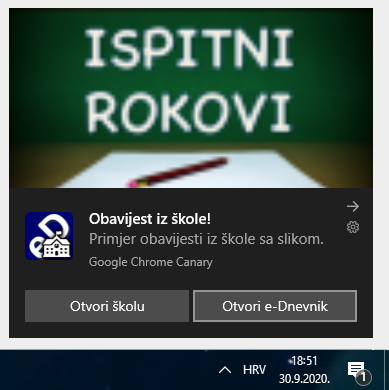 ISPITNI
ROKOVI
Obavijest iz škole!
Primjer obavijesti iz škole sa slikom.
Google Chrome Canary
Otvori školu
Otvori e-Dnevnik
HRV
18:51
30.9.2020.
1